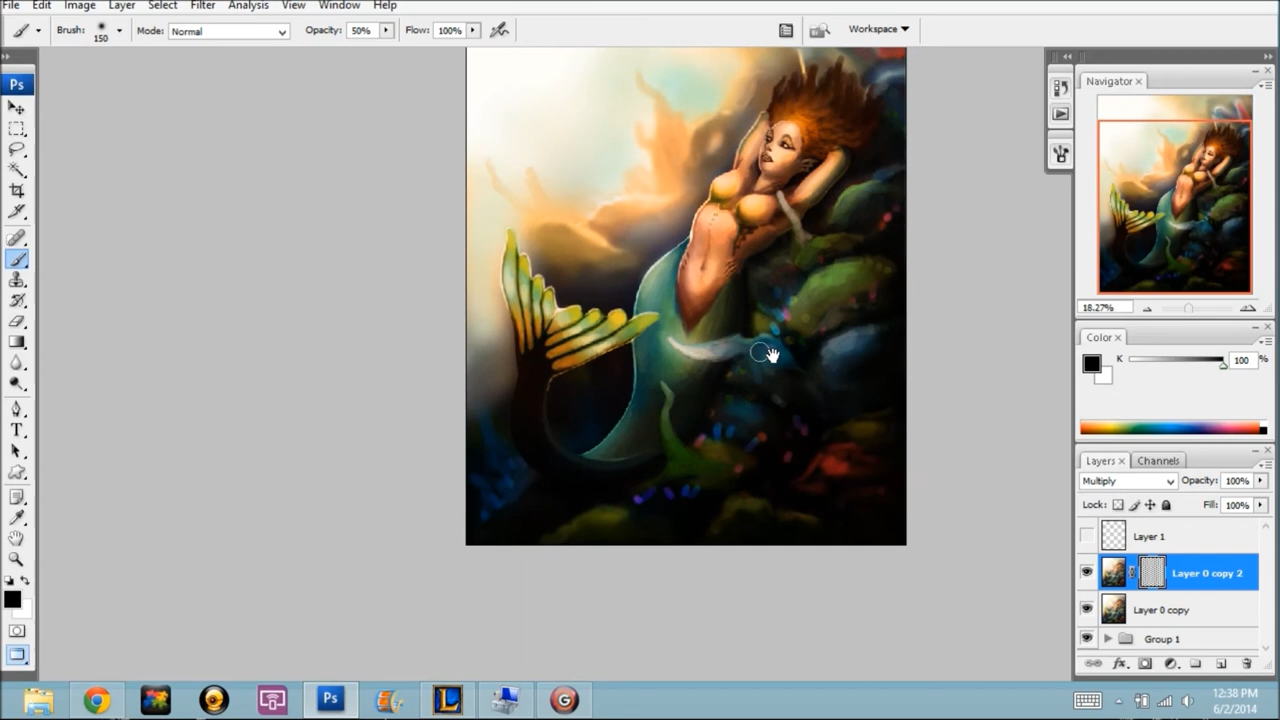 File Edit Image Layer Select Filter Analysis View Window Help
Brush: 150 Mode: Normal Opacity: 50% Flow: 100% Workspace
Ps
Navigator
18.27%
Color
K 100 %
Layers Channels
Multiply Opacity: 100%
Lock: Fill: 100%
Layer 1
Layer 0 copy 2
Layer 0 copy
Group 1
fx
T
Ps L G
12:38 PM
6/2/2014